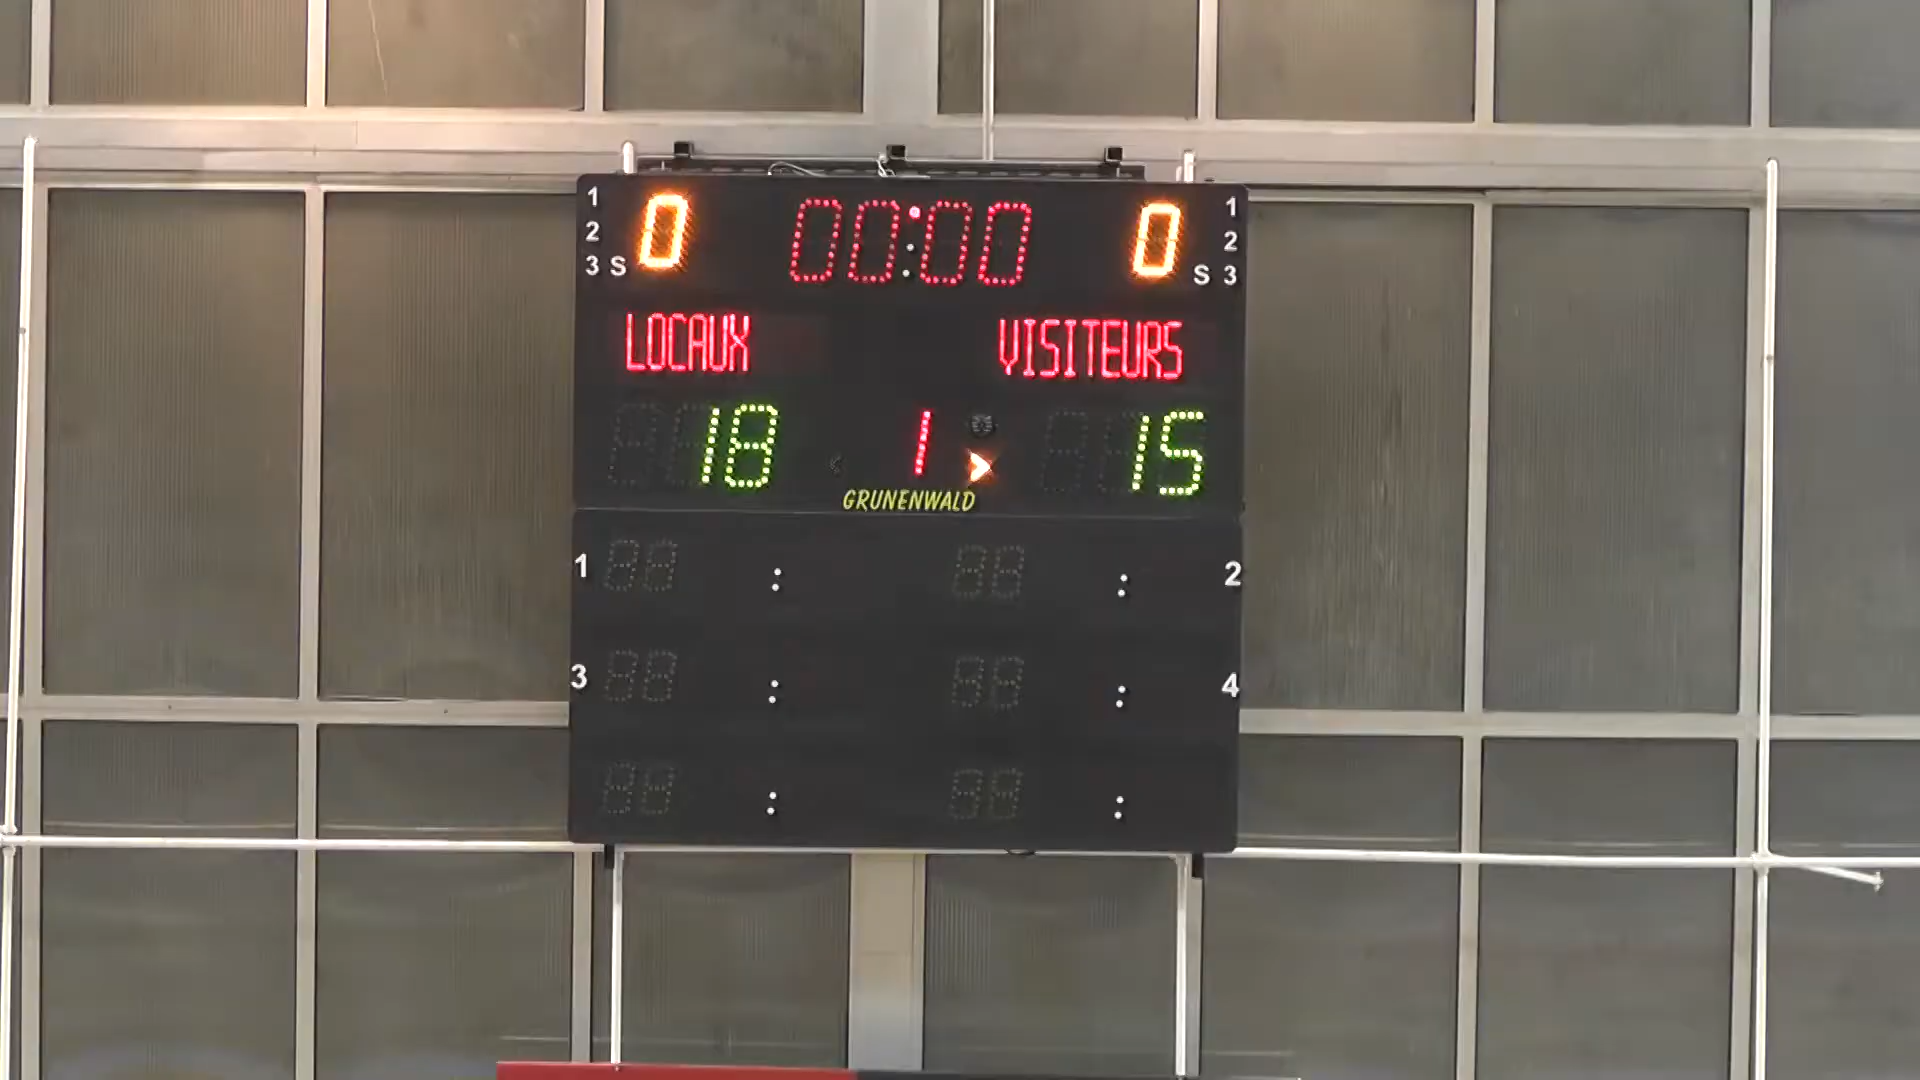 1 0 00:00 0 1
2 2
3 S S 3
LOCAUX VISITEURS
18 1 15
GRUNENWALD
1 : : 2
3 : : 4
: :